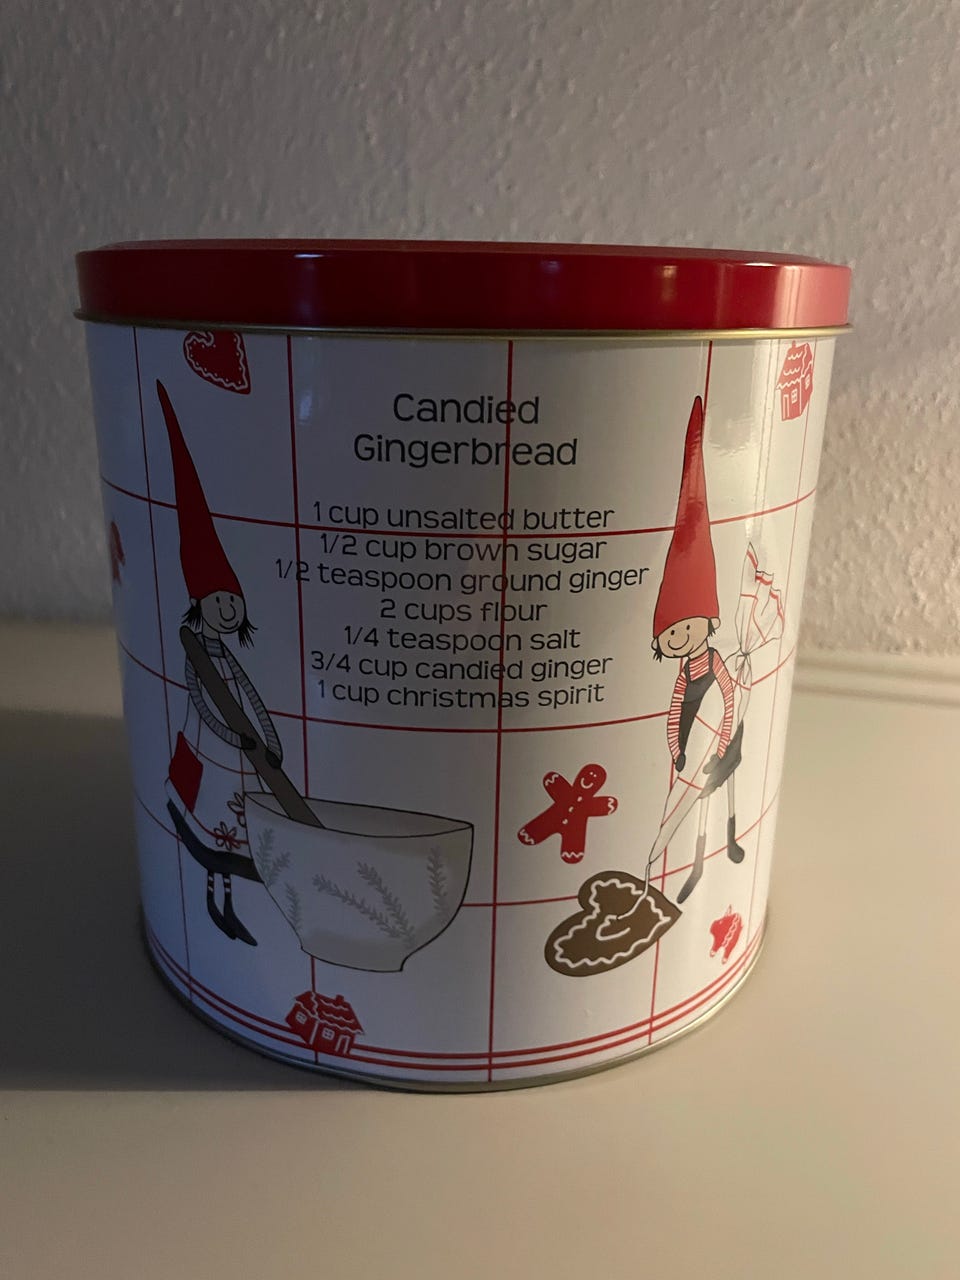 Candied
Gingerbread
1 cup unsalted butter
1/2 cup brown sugar
1/2 teaspoon ground ginger
2 cups flour
1/4 teaspoon salt
3/4 cup candied ginger
1 cup christmas spirit